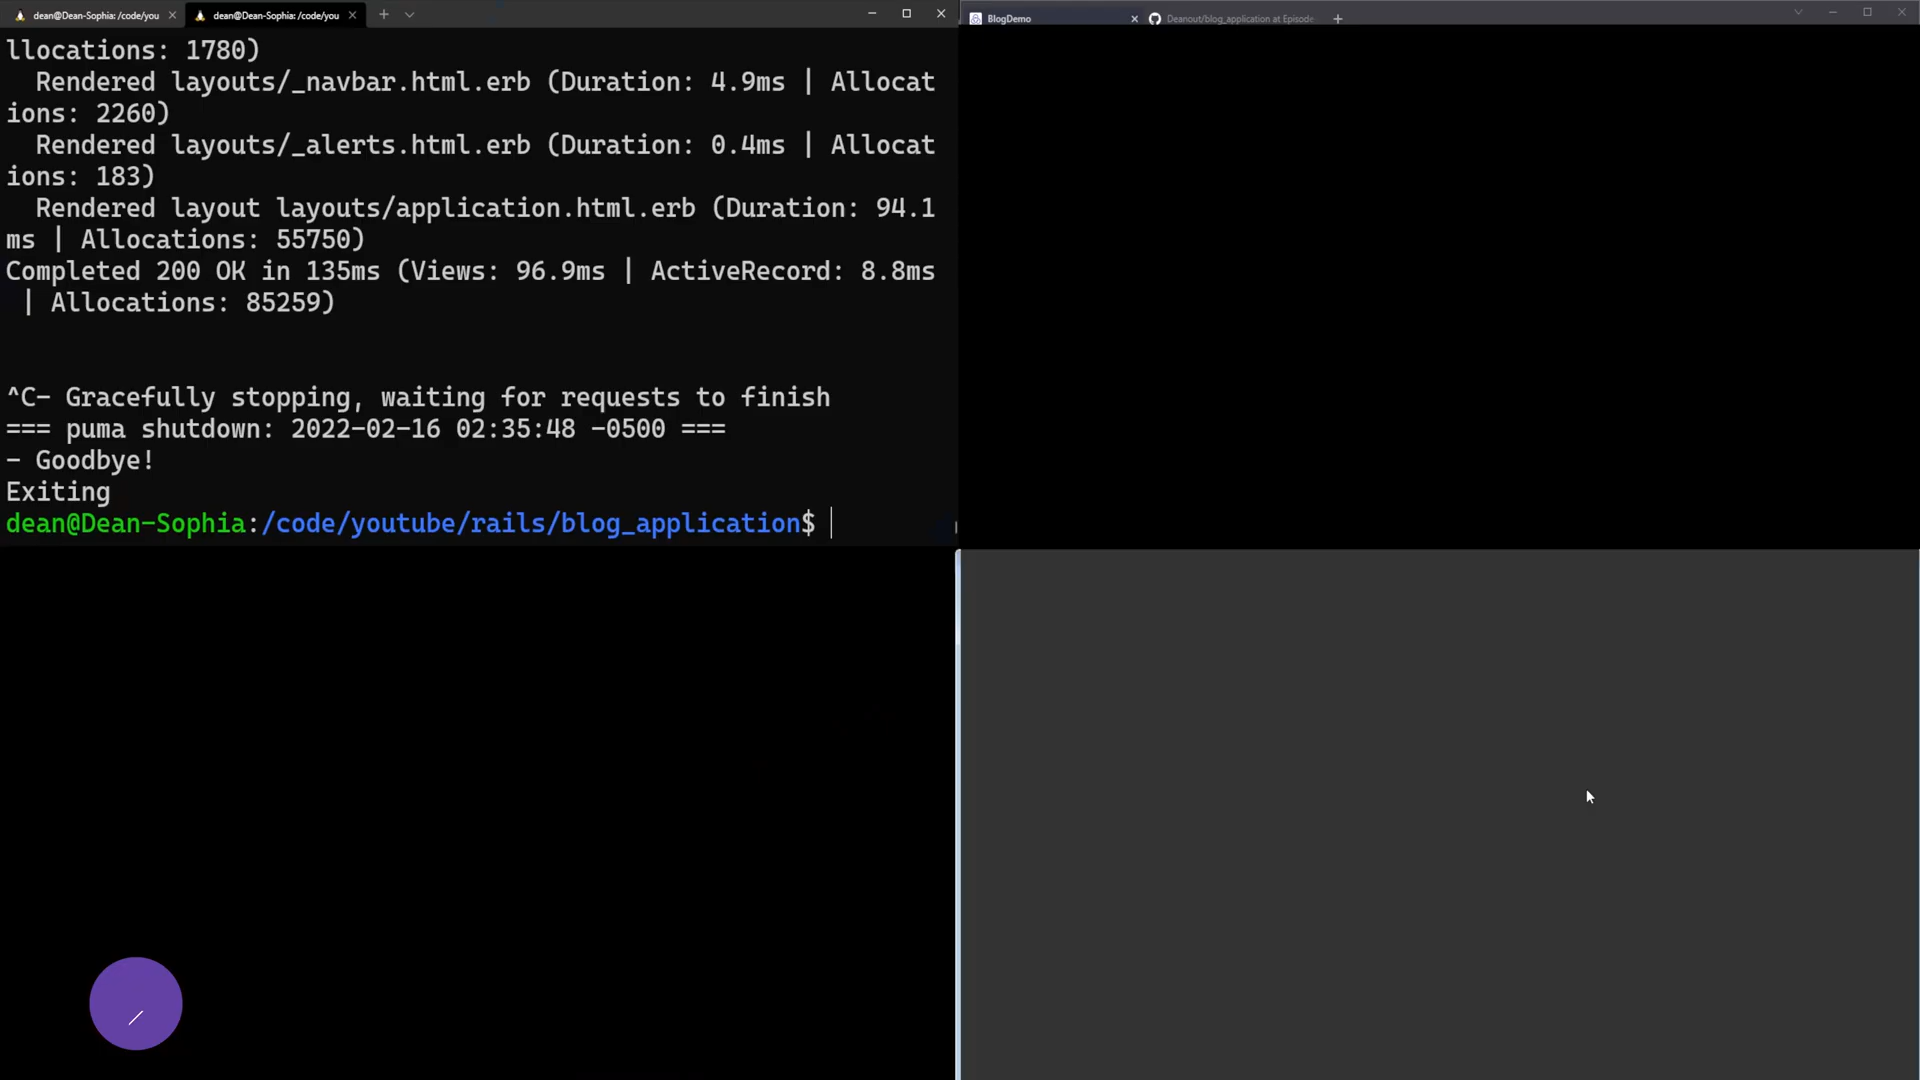 dean@Dean-Sophia: /code/you
dean@Dean-Sophia: /code/you
BlogDemo
Deanout/blog_application at Episode
llocations: 1780)
Rendered layouts/_navbar.html.erb (Duration: 4.9ms | Allocat
ions: 2260)
Rendered layouts/_alerts.html.erb (Duration: 0.4ms | Allocat
ions: 183)
Rendered layout layouts/application.html.erb (Duration: 94.1
ms | Allocations: 55750)
Completed 200 OK in 135ms (Views: 96.9ms | ActiveRecord: 8.8ms
| Allocations: 85259)
^C- Gracefully stopping, waiting for requests to finish
=== puma shutdown: 2022-02-16 02:35:48 -0500 ===
- Goodbye!
Exiting
dean@Dean-Sophia:/code/youtube/rails/blog_application$